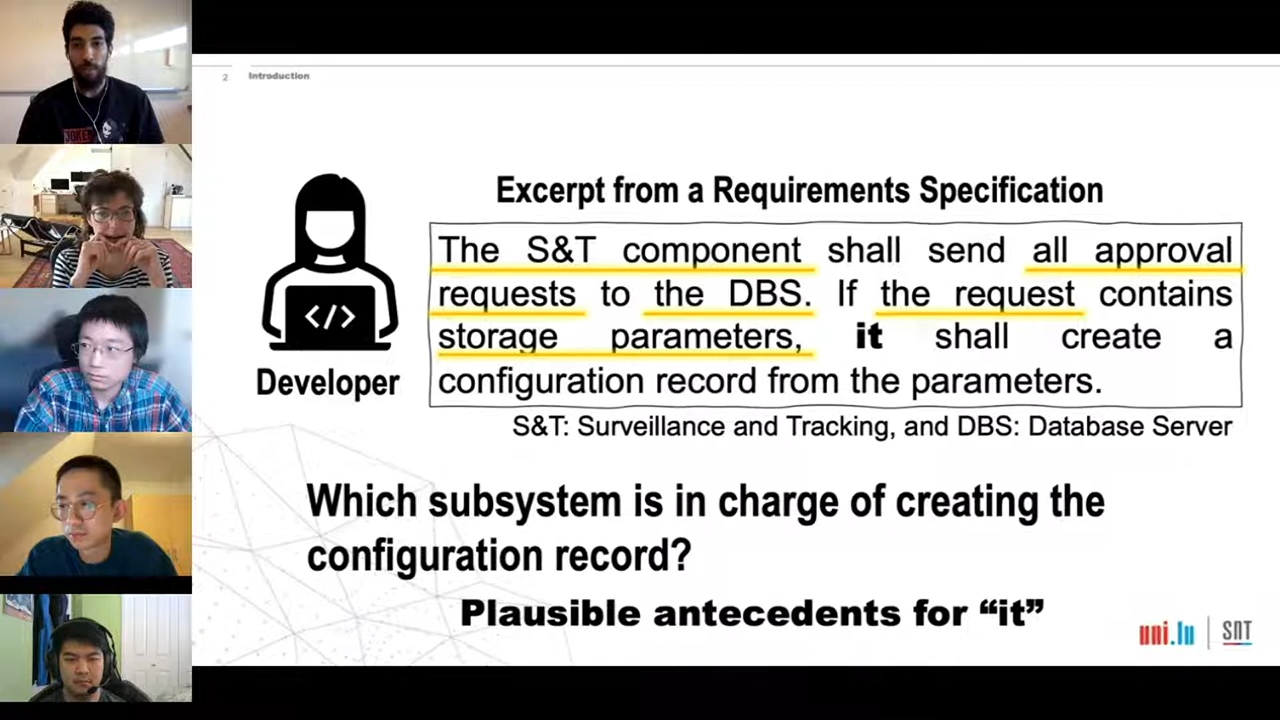 2 Introduction
Excerpt from a Requirements Specification
The S&T component shall send all approval
requests to the DBS. If the request contains
storage parameters, it shall create a
configuration record from the parameters.
S&T: Surveillance and Tracking, and DBS: Database Server
</>
Developer
Which subsystem is in charge of creating the
configuration record?
Plausible antecedents for “it”
uni.lu SNT
JOKER